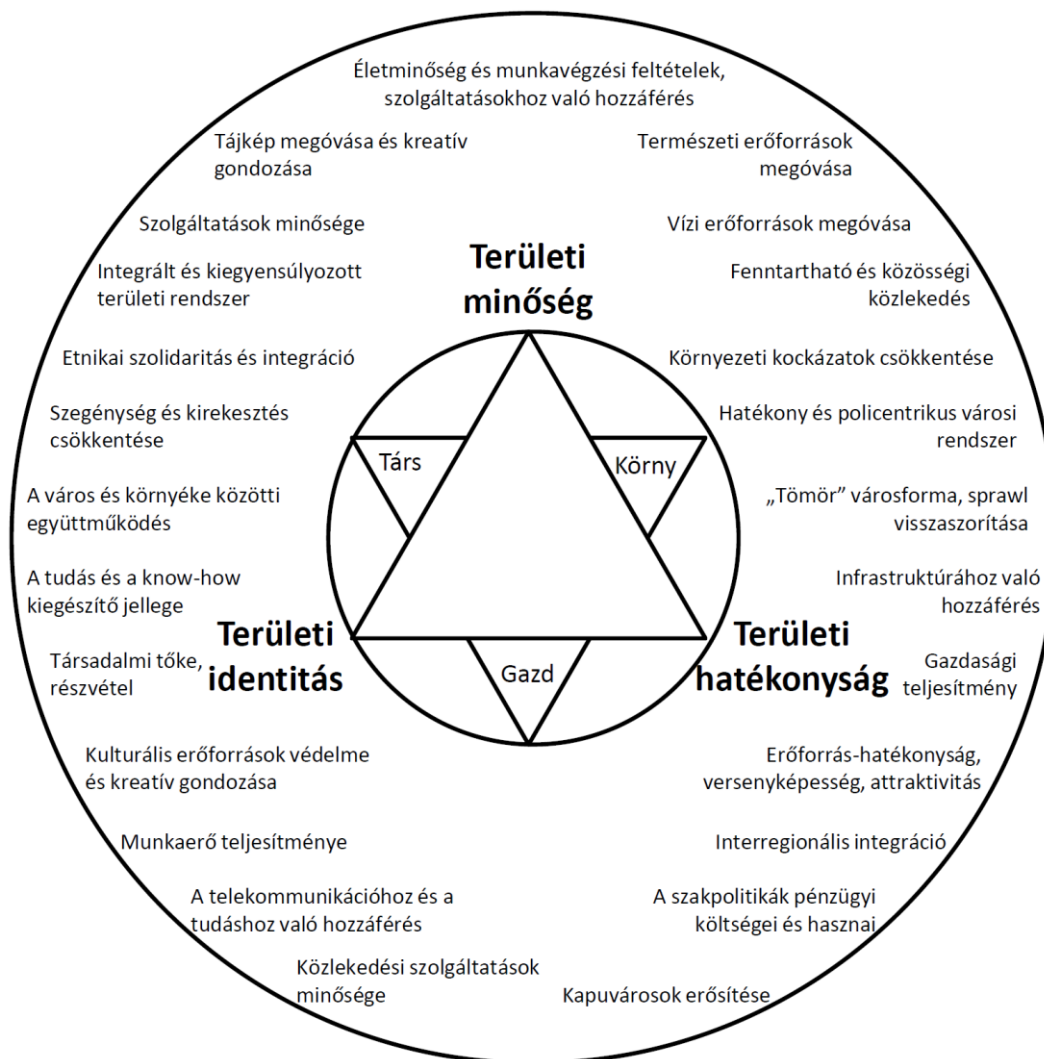 Életminőség és munkavégzési feltételek,
szolgáltatásokhoz való hozzáférés
Tájkép megóvása és kreatív
gondozása
Természeti erőforrások
megóvása
Szolgáltatások minősége
Vízi erőforrások megóvása
Területi
minőség
Integrált és kiegyensúlyozott
területi rendszer
Fenntartható és közösségi
közlekedés
Etnikai szolidaritás és integráció
Környezeti kockázatok csökkentése
Szegénység és kirekesztés
csökkentése
Hatékony és policentrikus városi
rendszer
Társ
Körny
A város és környéke közötti
együttműködés
„Tömör” városforma, sprawl
visszaszorítása
A tudás és a know-how
kiegészítő jellege
Infrastruktúrához való
hozzáférés
Területi
identitás
Területi
hatékonyság
Társadalmi tőke,
részvétel
Gazd
Gazdasági
teljesítmény
Kulturális erőforrások védelme
és kreatív gondozása
Erőforrás-hatékonyság,
versenyképesség, attraktivitás
Munkaerő teljesítménye
Interregionális integráció
A telekommunikációhoz és a
tudáshoz való hozzáférés
A szakpolitikák pénzügyi
költségei és hasznai
Közlekedési szolgáltatások
minősége
Kapuvárosok erősítése